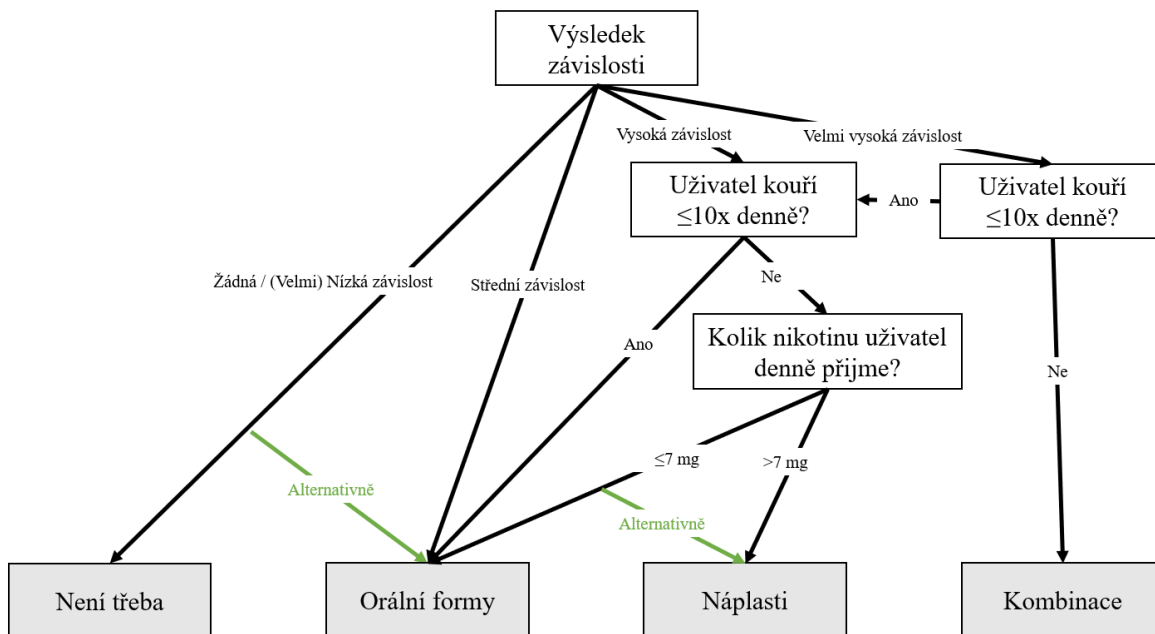 Výsledek
závislosti
Vysoká závislost
Velmi vysoká závislost
Uživatel kouří
≤10x denně?
Ano
Uživatel kouří
≤10x denně?
Žádná / (Velmi) Nízká závislost
Střední závislost
Ne
Ano
Kolik nikotinu uživatel
denně přijme?
Ne
≤7 mg
>7 mg
Alternativně
Alternativně
Není třeba
Orální formy
Náplasti
Kombinace